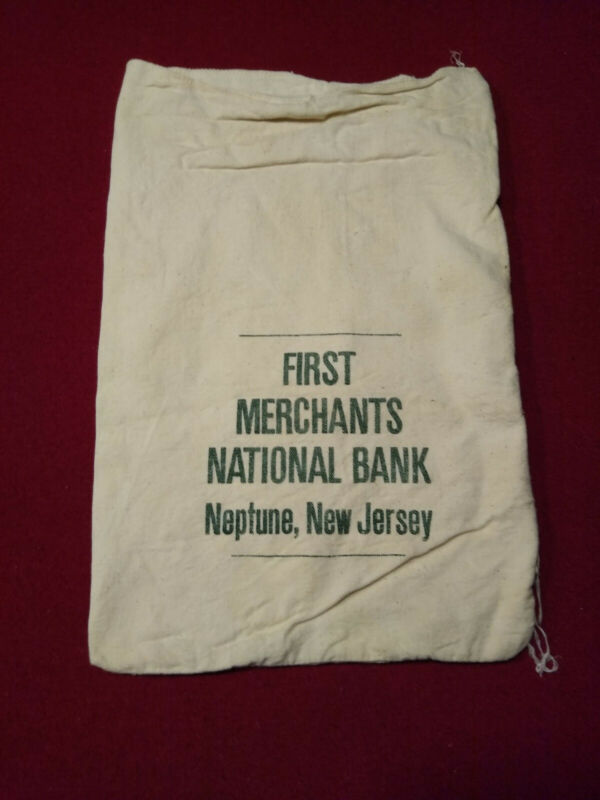 FIRST
MERCHANTS
NATIONAL BANK
Neptune, New Jersey